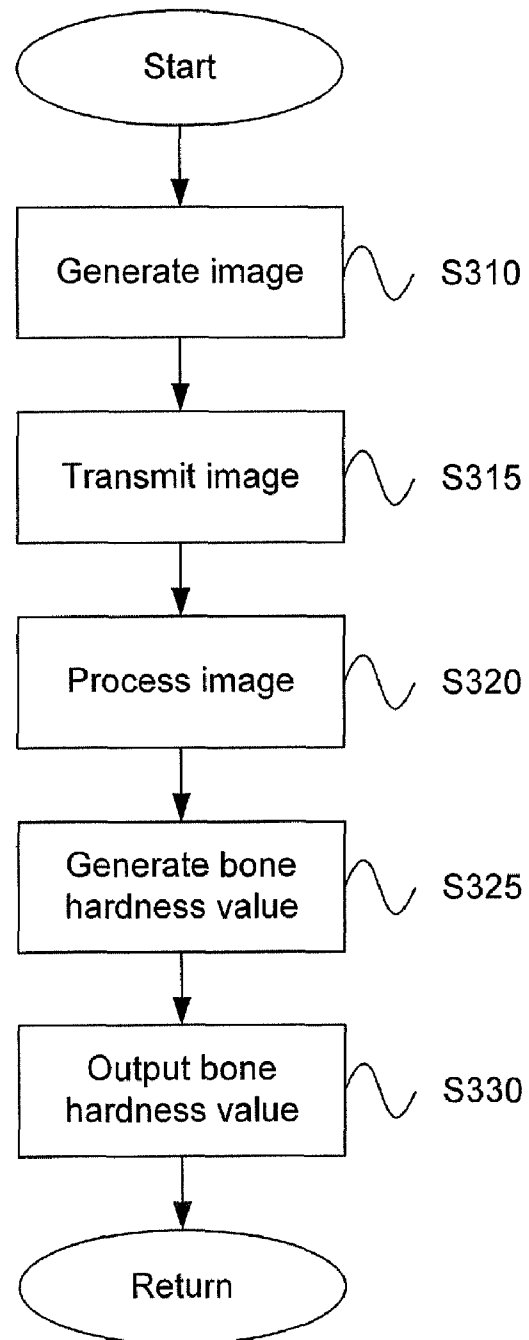 Start
Generate image
S310
Transmit image
S315
Process image
S320
Generate bone
hardness value
S325
Output bone
hardness value
S330
Return